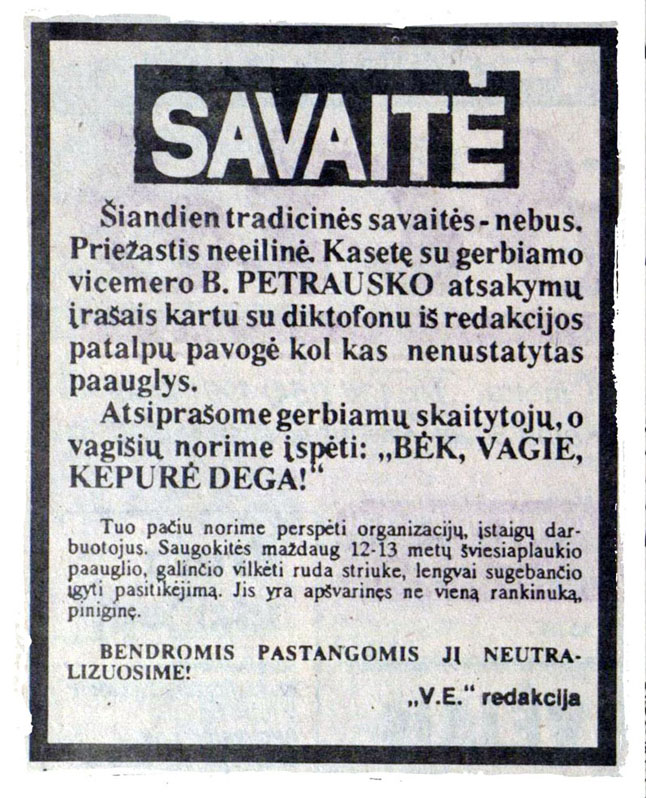 SAVAITĖ
Šiandien tradicinės savaitės - nebus.
Priežastis neeilinė. Kasetę su gerbiamo
vicemero B. PETRAUSKO atsakymų
įrašais kartu su diktofonu iš redakcijos
patalpų pavogė kol kas nenustatytas
paauglys.
Atsiprašome gerbiamų skaitytojų, o
vagišių norime įspėti: „BĖK, VAGIE,
KEPURĖ DEGA!“
Tuo pačiu norime perspėti organizacijų, įstaigų dar-
buotojus. Saugokitės maždaug 12-13 metų šviesiaplaukio
paauglio, galinčio vilkėti ruda striuke, lengvai sugebančio
įgyti pasitikėjimą. Jis yra apšvarinęs ne vieną rankinuką,
piniginę.
BENDROMIS PASTANGOMIS JĮ NEUTRA-
LIZUOSIME!
„V.E.“ redakcija